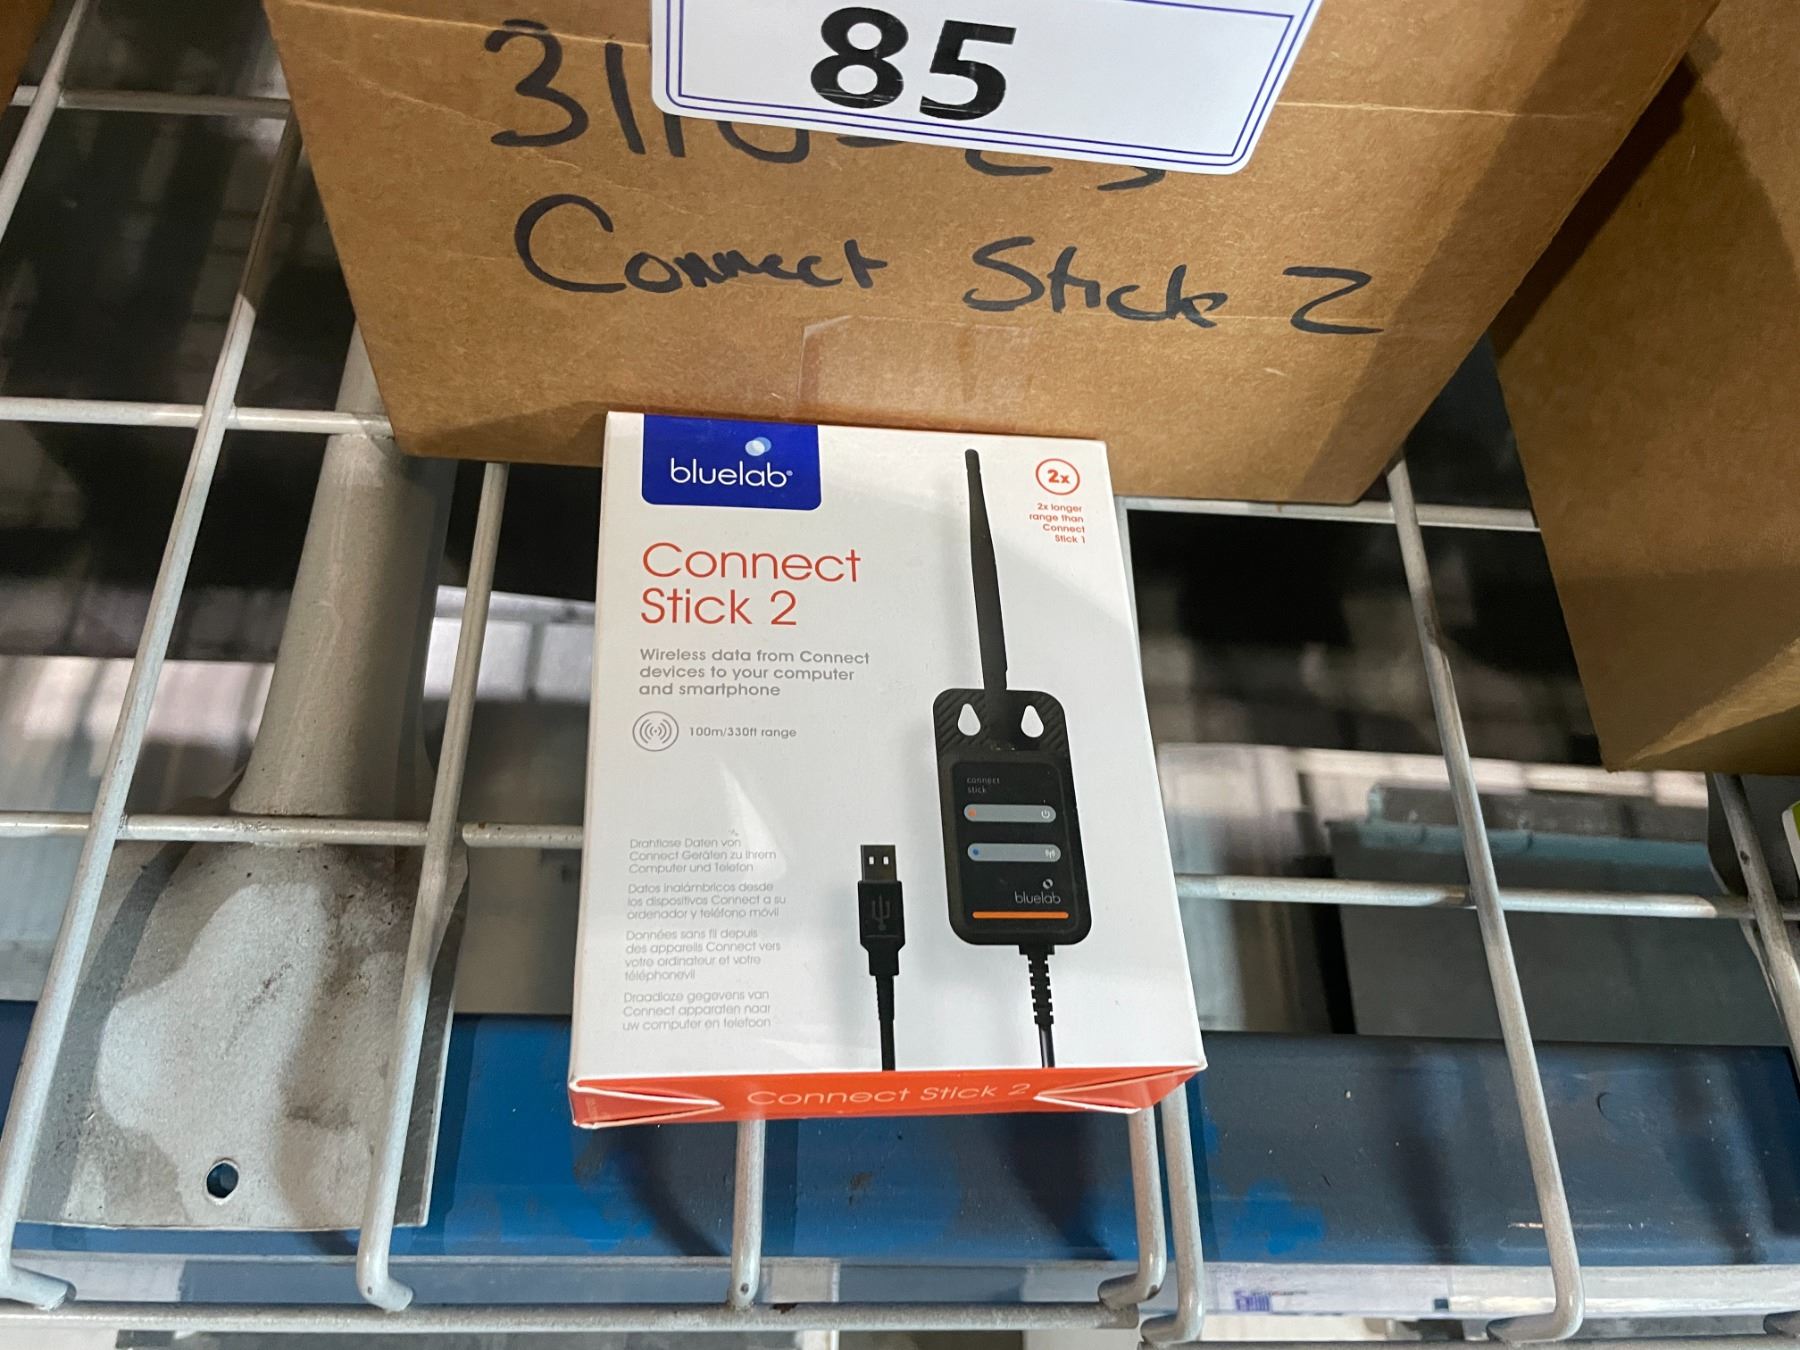 85
Connect Stick 2
bluelab®
2x
2x longer
range than
Connect
Stick 1
Connect
Stick 2
Wireless data from Connect
devices to your computer
and smartphone
100m/330ft range
connect
stick
bluelab
Drahtlose Daten von
Connect Geräten zu Ihrem
Computer und Telefon
Datos inalámbricos desde
los dispositivos Connect a su
ordenador y teléfono móvil
Données sans fil depuis
des appareils Connect vers
votre ordinateur et votre
téléphonevil
Draadloze gegevens van
Connect apparaten naar
uw computer en telefoon
Connect Stick 2